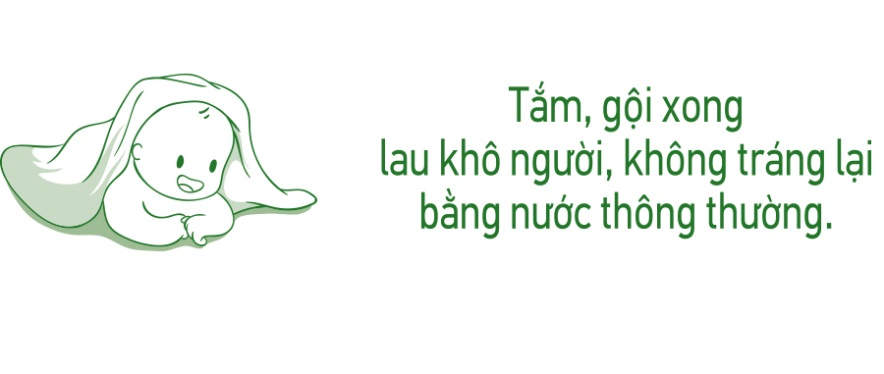 Tắm, gội xong
lau khô người, không tráng lại
bằng nước thông thường.